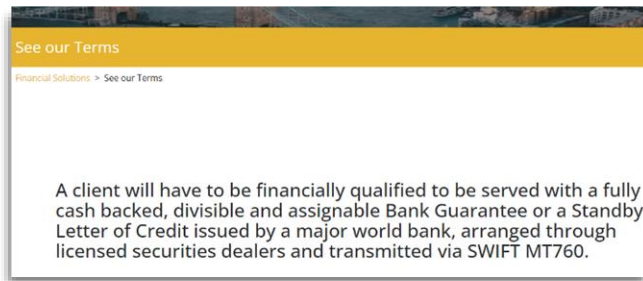 See our Terms
Financial Solutions > See our Terms
A client will have to be financially qualified to be served with a fully
cash backed, divisible and assignable Bank Guarantee or a Standby
Letter of Credit issued by a major world bank, arranged through
licensed securities dealers and transmitted via SWIFT MT760.